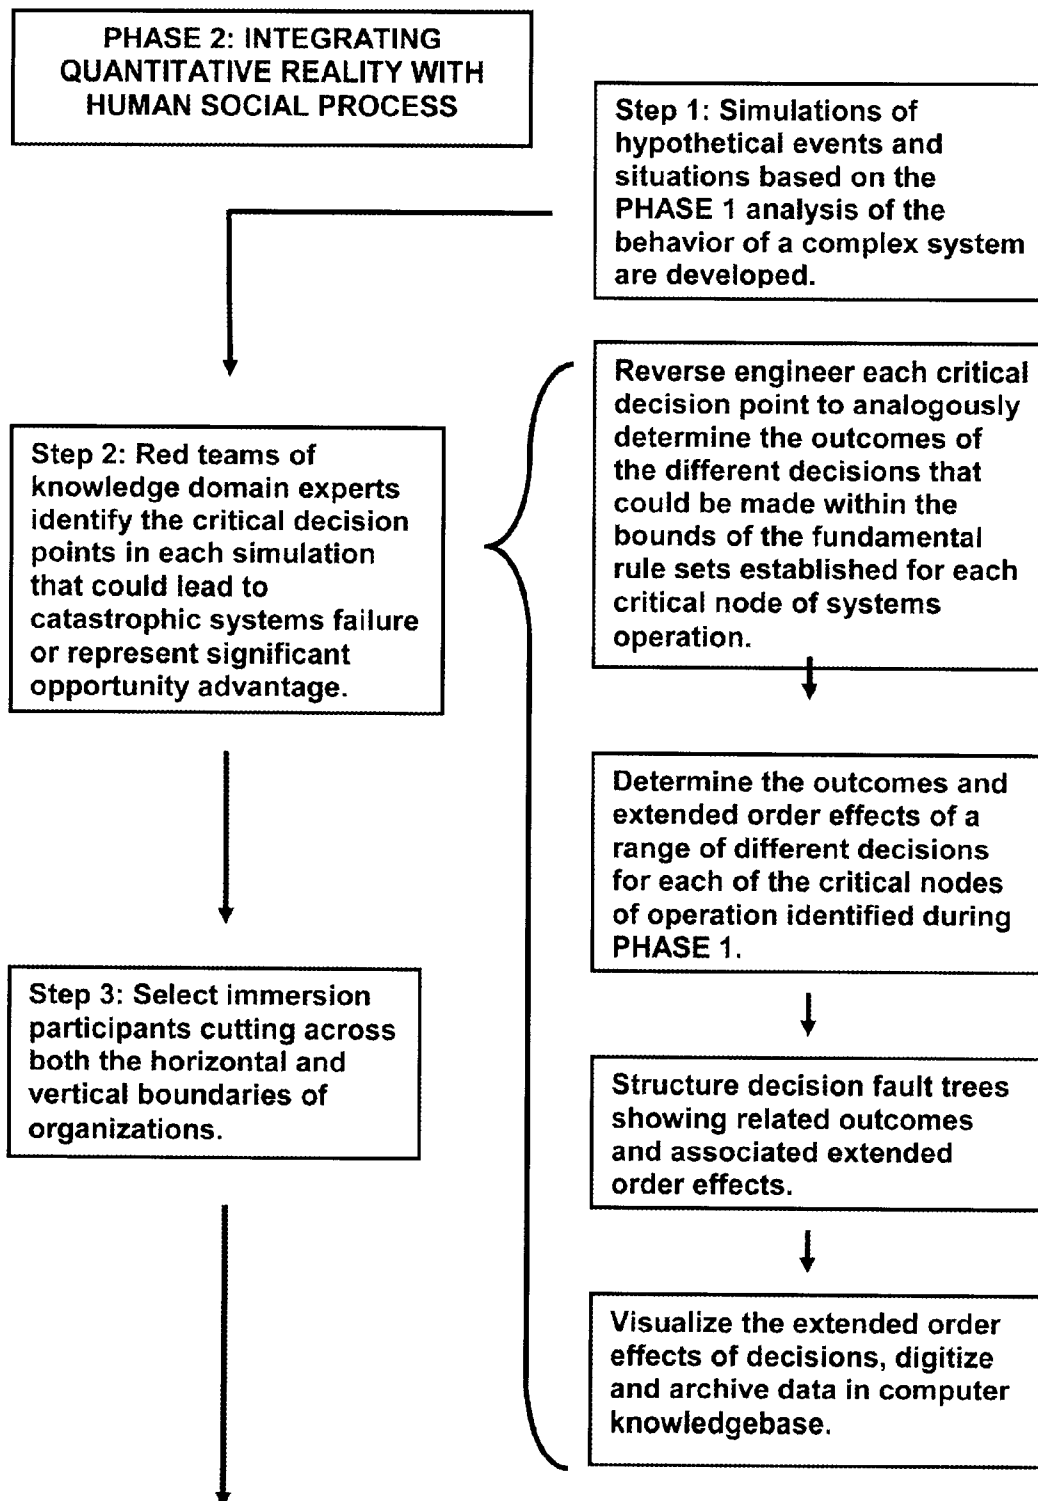 PHASE 2: INTEGRATING
QUANTITATIVE REALITY WITH
HUMAN SOCIAL PROCESS
Step 1: Simulations of
hypothetical events and
situations based on the
PHASE 1 analysis of the
behavior of a complex system
are developed.
Step 2: Red teams of
knowledge domain experts
identify the critical decision
points in each simulation
that could lead to
catastrophic systems failure
or represent significant
opportunity advantage.
Reverse engineer each critical
decision point to analogously
determine the outcomes of
the different decisions that
could be made within the
bounds of the fundamental
rule sets established for each
critical node of systems
operation.
Determine the outcomes and
extended order effects of a
range of different decisions
for each of the critical nodes
of operation identified during
PHASE 1.
Structure decision fault trees
showing related outcomes
and associated extended
order effects.
Visualize the extended order
effects of decisions, digitize
and archive data in computer
knowledgebase.
Step 3: Select immersion
participants cutting across
both the horizontal and
vertical boundaries of
organizations.